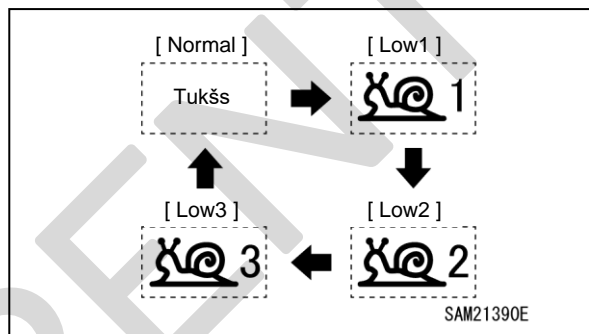 [ Normal ] [ Low1 ]
Tukšs 1
[ Low3 ] [ Low2 ]
3 2
SAM21390E